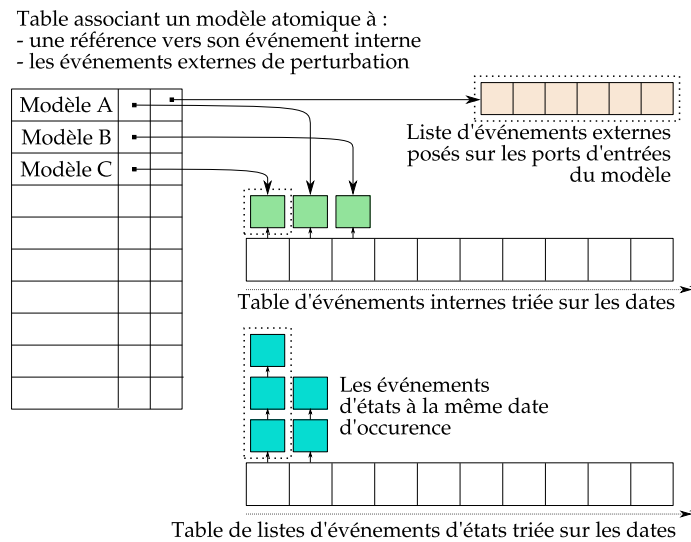 Table associant un modèle atomique à :
- une référence vers son événement interne
- les événements externes de perturbation
Modèle A
Modèle B
Modèle C
Liste d'événements externes
posés sur les ports d'entrées
du modèle
Table d'événements internes triée sur les dates
Les événements
d'états à la même date
d'occurence
Table de listes d'événements d'états triée sur les dates